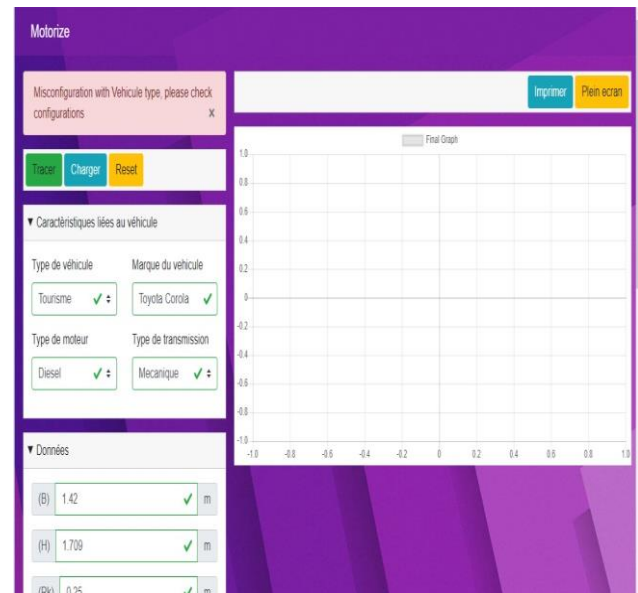 Motorize
Misconfiguration with Vehicule type, please check
configurations x
Tracer Charger Reset
Imprimer Plein ecran
▼ Caractèristiques liées au véhicule
Type de véhicule Marque du vehicule
Tourisme Toyota Corola
Type de moteur Type de transmission
Diesel Mecanique
▼ Données
(B) 1.42 m
(H) 1.709 m
(Rk) 0.25 m
Final Graph
1.0
0.8
0.6
0.4
0.2
0
-0.2
-0.4
-0.6
-0.8
-1.0
-1.0 -0.8 -0.6 -0.4 -0.2 0 0.2 0.4 0.6 0.8 1.0